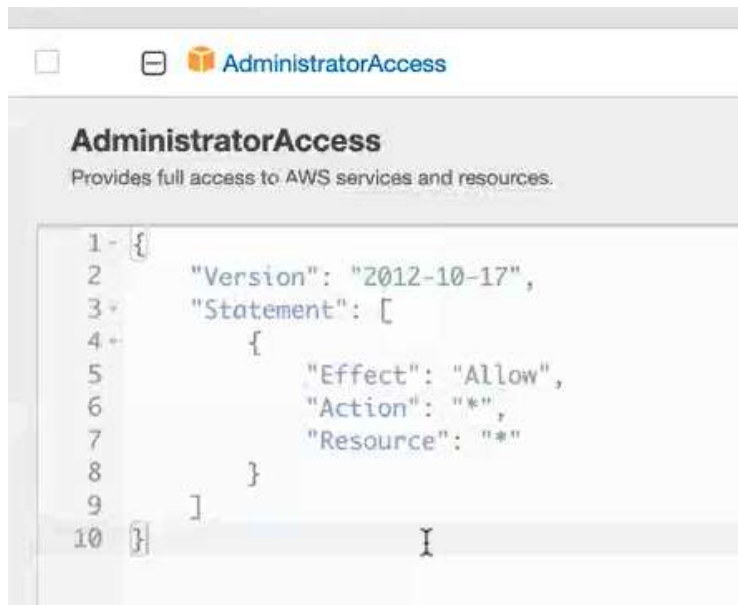 AdministratorAccess
AdministratorAccess
Provides full access to AWS services and resources.
1 {
2 "Version": "2012-10-17",
3 "Statement": [
4 {
5 "Effect": "Allow",
6 "Action": "*",
7 "Resource": "*"
8 }
9 ]
10 }